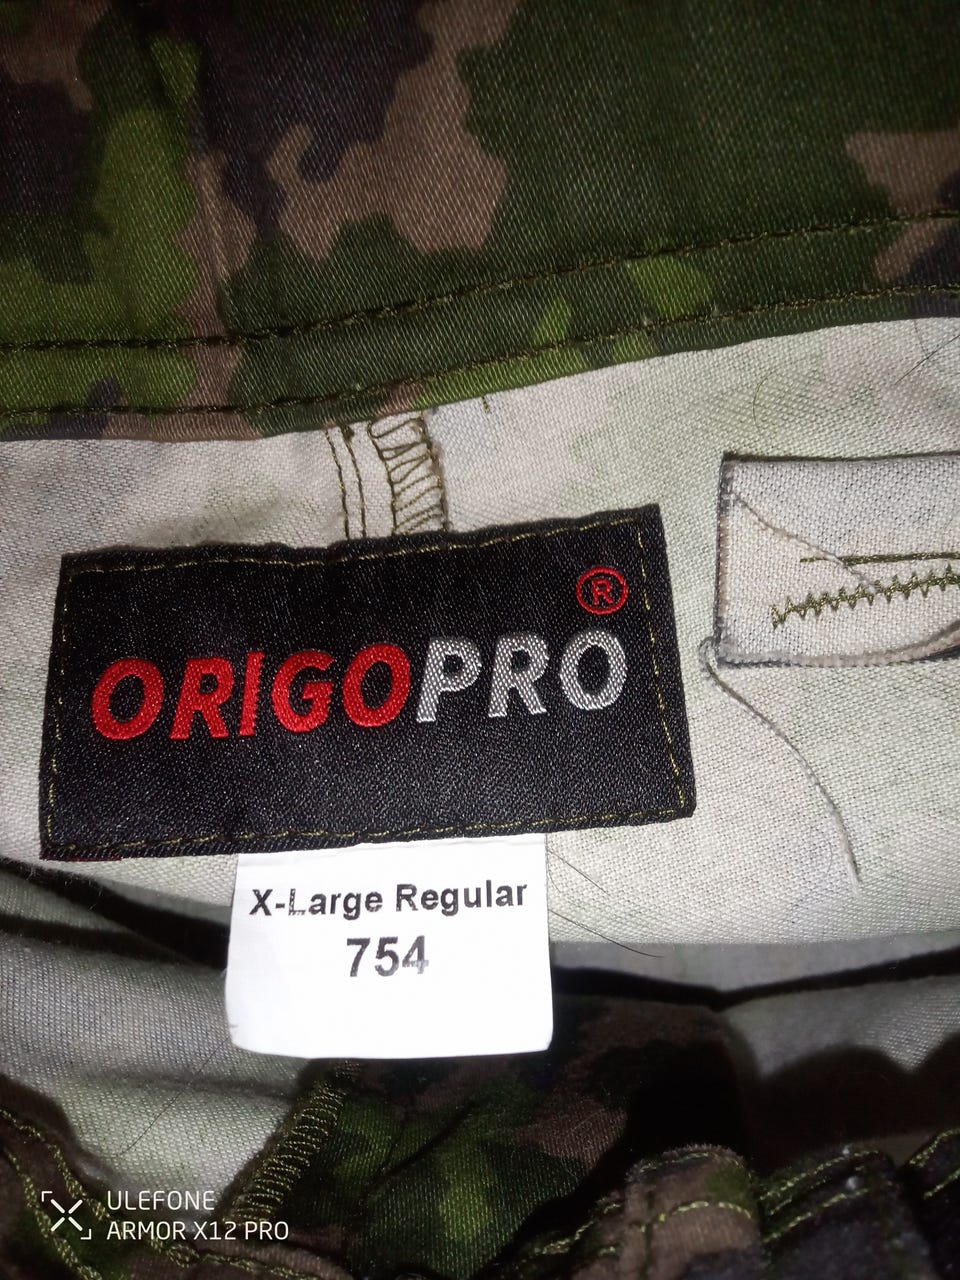 ®
ORIGOPRO
X-Large Regular
754
ULEFONE
ARMOR X12 PRO